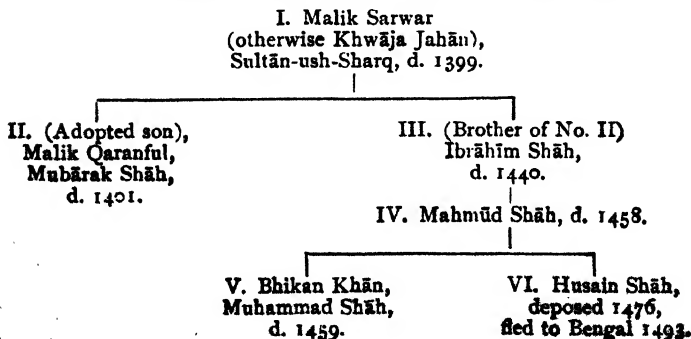 I. Malik Sarwar
(otherwise Khwāja Jahān),
Sultān-ush-Sharq, d. 1399.
II. (Adopted son),
Malik Qaranful,
Mubārak Shāh,
d. 1401.
III. (Brother of No. II)
Ibrāhīm Shāh,
d. 1440.
IV. Mahmūd Shāh, d. 1458.
V. Bhikan Khān,
Muhammad Shāh,
d. 1459.
VI. Husain Shāh,
deposed 1476,
fled to Bengal 1493.